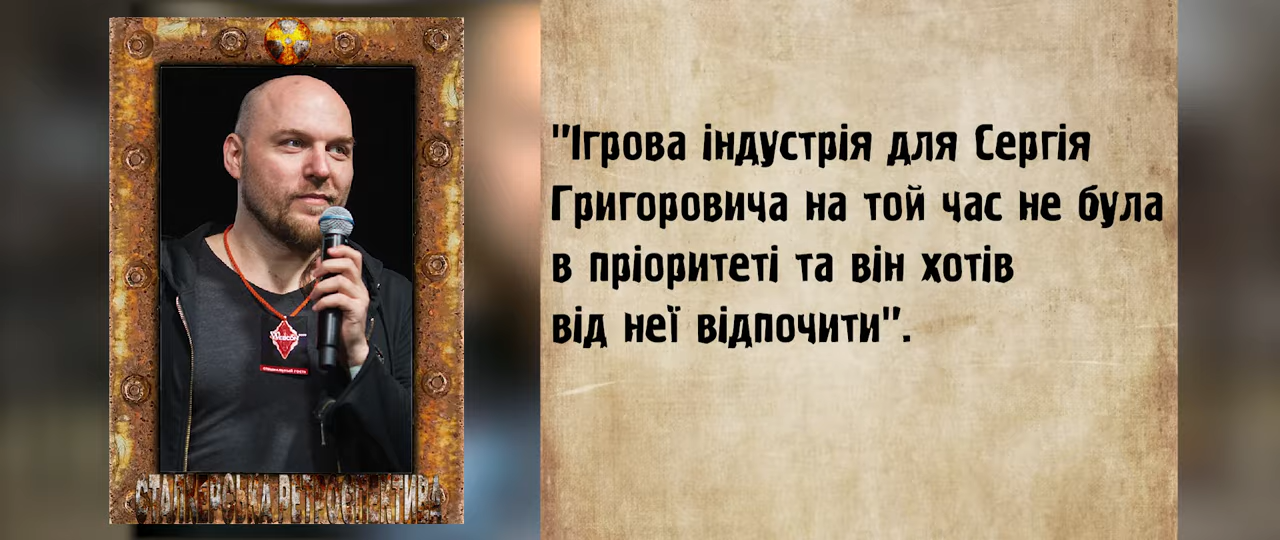 "Ігрова індустрія для Сергія
Григоровича на той час не була
в пріоритеті та він хотів
від неї відпочити".
СТАЛКЕРСЬКА РЕТРОСПЕКТИВА